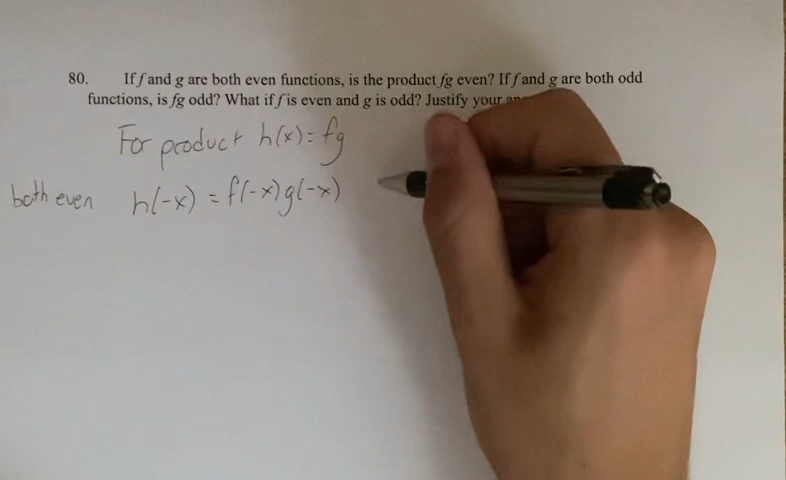 80. If f and g are both even functions, is the product fg even? If f and g are both odd
functions, is fg odd? What if f is even and g is odd? Justify your
For product h(x) = fg
both even h(-x) = f(-x)g(-x)